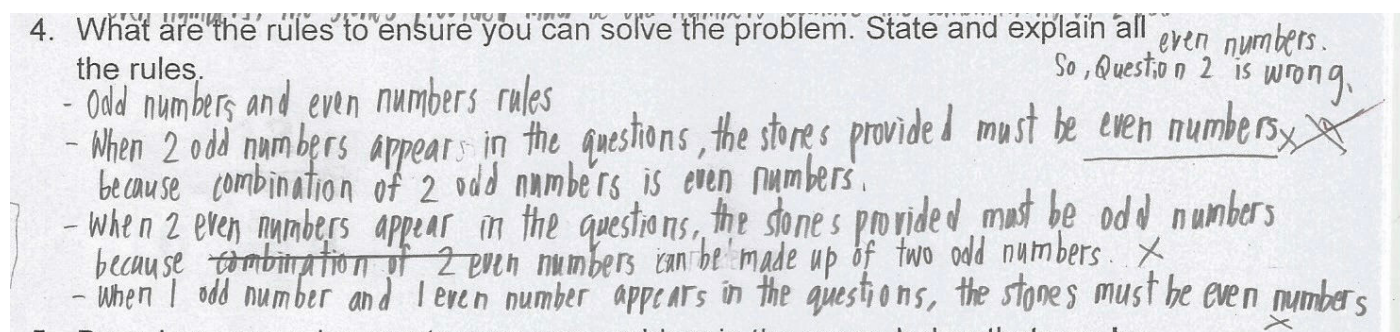 4. What are the rules to ensure you can solve the problem. State and explain all even numbers.
the rules. So, Question 2 is wrong.
- Odd numbers and even numbers rules
- When 2 odd numbers appears in the questions, the stones provided must be even numbers x
because combination of 2 odd numbers is even numbers.
- When 2 even numbers appear in the questions, the stones provided must be odd numbers
because combination of 2 even numbers can be made up of two odd numbers. x
- When 1 odd number and 1 even number appears in the questions, the stones must be even numbers
x